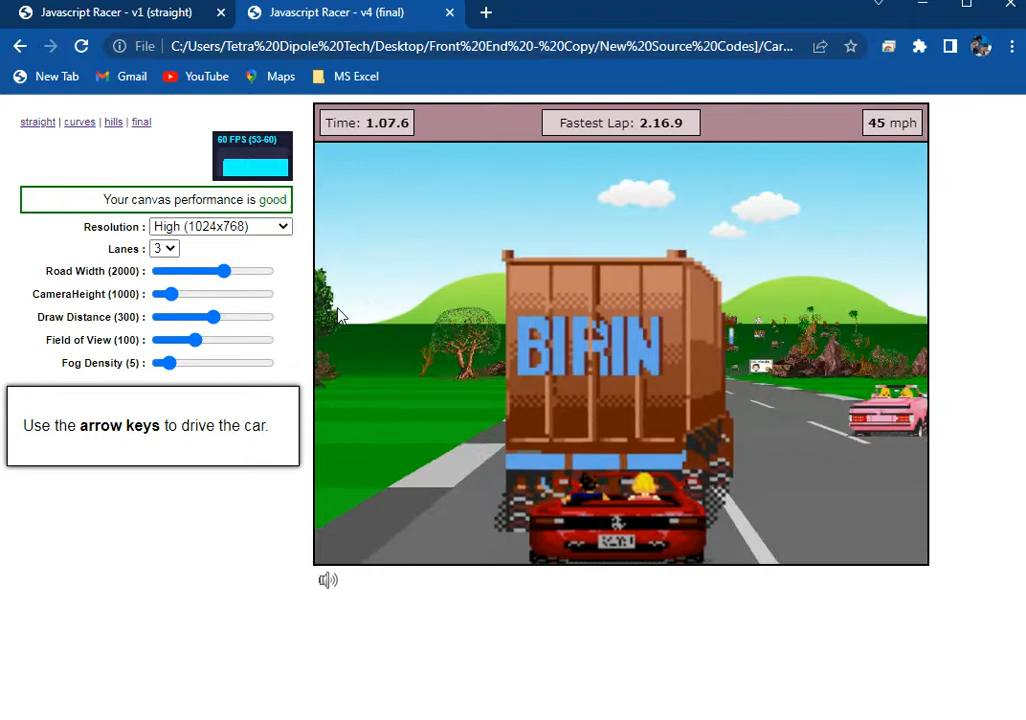 Javascript Racer - v1 (straight)
Javascript Racer - v4 (final)
File C:/Users/Tetra%20Dipole%20Tech/Desktop/Front%20End%20-%20Copy/New%20Source%20Codes]/Car...
New Tab Gmail YouTube Maps MS Excel
straight | curves | hills | final
60 FPS (53-60)
Your canvas performance is good
Resolution : High (1024x768)
Lanes : 3
Road Width (2000) :
CameraHeight (1000) :
Draw Distance (300) :
Field of View (100) :
Fog Density (5) :
Use the arrow keys to drive the car.
Time: 1.07.6 Fastest Lap: 2.16.9 45 mph